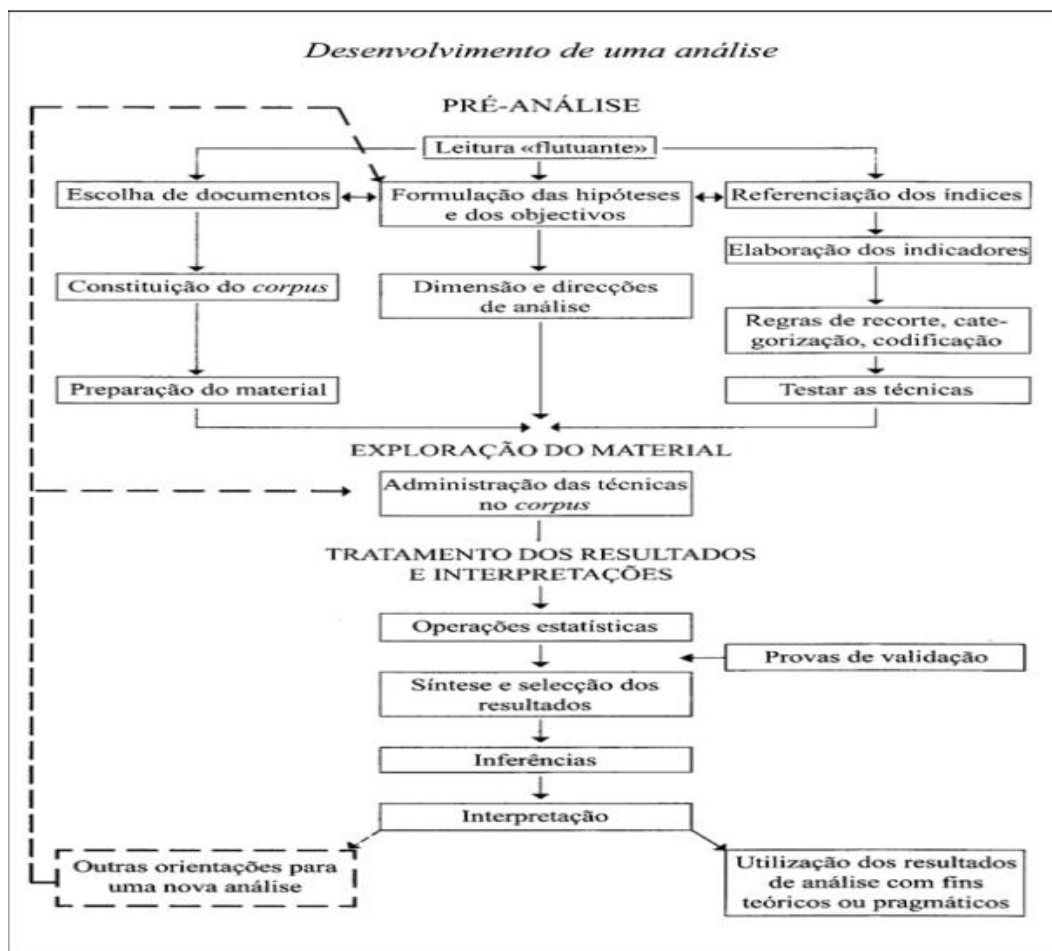 Desenvolvimento de uma análise
PRÉ-ANÁLISE
Leitura «flutuante»
Escolha de documentos
Formulação das hipóteses
e dos objectivos
Referenciação dos índices
Elaboração dos indicadores
Constituição do corpus
Dimensão e direcções
de análise
Regras de recorte, cate-
gorização, codificação
Preparação do material
Testar as técnicas
EXPLORAÇÃO DO MATERIAL
Administração das técnicas
no corpus
TRATAMENTO DOS RESULTADOS
E INTERPRETAÇÕES
Operações estatísticas
Provas de validação
Síntese e selecção dos
resultados
Inferências
Interpretação
Outras orientações para
uma nova análise
Utilização dos resultados
de análise com fins
teóricos ou pragmáticos